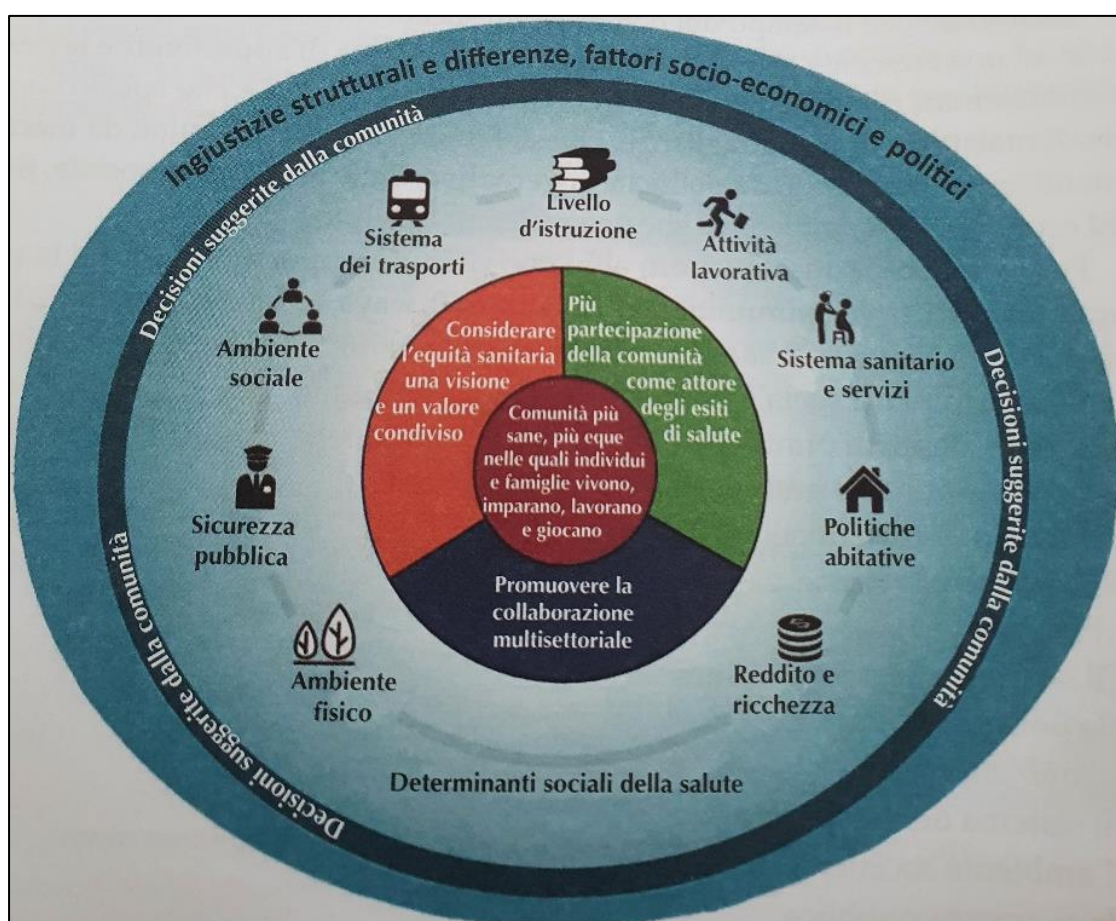 Ingiustizie strutturali e differenze, fattori socio-economici e politici
Decisioni suggerite dalla comunità
Decisioni suggerite dalla comunità
Decisioni suggerite dalla comunità
Livello
d'istruzione
Sistema
dei trasporti
Attività
lavorativa
Ambiente
sociale
Sistema sanitario
e servizi
Sicurezza
pubblica
Politiche
abitative
Ambiente
fisico
Reddito e
ricchezza
Considerare
l'equità sanitaria
una visione
e un valore
condiviso
Più
partecipazione
della comunità
come attore
degli esiti
di salute
Comunità più
sane, più eque
nelle quali individui
e famiglie vivono,
imparano, lavorano
e giocano
Promuovere la
collaborazione
multisettoriale
Determinanti sociali della salute